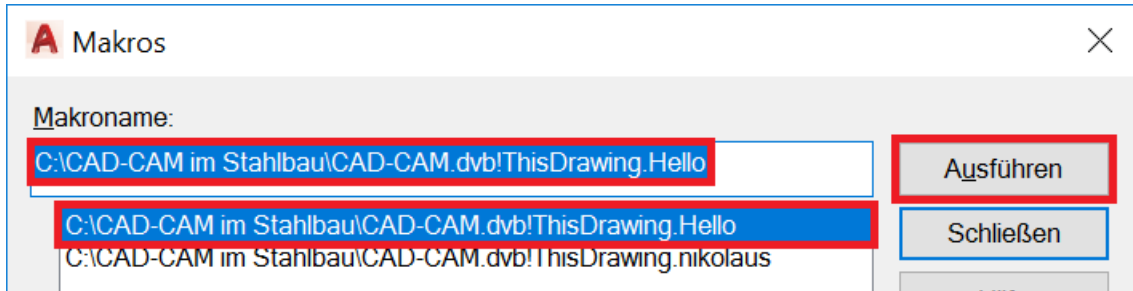 Makros
Makroname:
C:\CAD-CAM im Stahlbau\CAD-CAM.dvb!ThisDrawing.Hello
Ausführen
C:\CAD-CAM im Stahlbau\CAD-CAM.dvb!ThisDrawing.Hello
Schließen
C:\CAD-CAM im Stahlbau\CAD-CAM.dvb!ThisDrawing.nikolaus